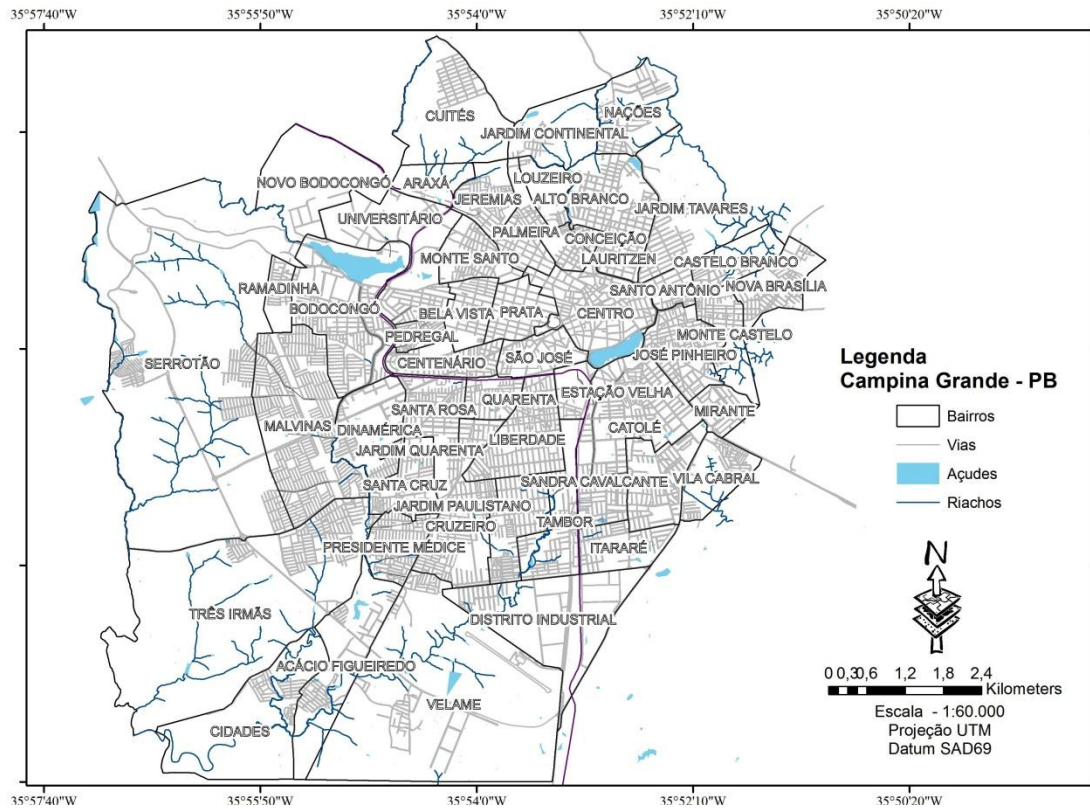 35°57'40"W 35°55'50"W 35°54'0"W 35°52'10"W 35°50'20"W
CUITÉS
NAÇÕES
JARDIM CONTINENTAL
LOUZEIRO
NOVO BODOCONGÓ ARAXÁ
JEREMIAS
ALTO BRANCO
JARDIM TAVARES
UNIVERSITÁRIO
PALMEIRA
CONCEIÇÃO
MONTE SANTO
LAURITZEN
CASTELO BRANCO
RAMADINHA
SANTO ANTÔNIO
NOVA BRASÍLIA
BODOCONGÓ
BELA VISTA
PRATA
CENTRO
PEDREGAL
MONTE CASTELO
SERROTÃO
CENTENÁRIO
SÃO JOSÉ
JOSÉ PINHEIRO
ESTAÇÃO VELHA
QUARENTA
SANTA ROSA
MIRANTE
MALVINAS
DINAMÉRICA
CATOLÉ
LIBERDADE
JARDIM QUARENTA
SANTA CRUZ
SANDRA CAVALCANTE
VILA CABRAL
JARDIM PAULISTANO
CRUZEIRO
TAMBOR
PRESIDENTE MÉDICE
ITARARÉ
TRÊS IRMÃS
DISTRITO INDUSTRIAL
ACÁCIO FIGUEIREDO
VELAME
CIDADES
Legenda
Campina Grande - PB
Bairros
Vias
Açudes
Riachos
N
0 0,3 0,6 1,2 1,8 2,4
Kilometers
Escala - 1:60.000
Projeção UTM
Datum SAD69
35°57'40"W 35°55'50"W 35°54'0"W 35°52'10"W 35°50'20"W